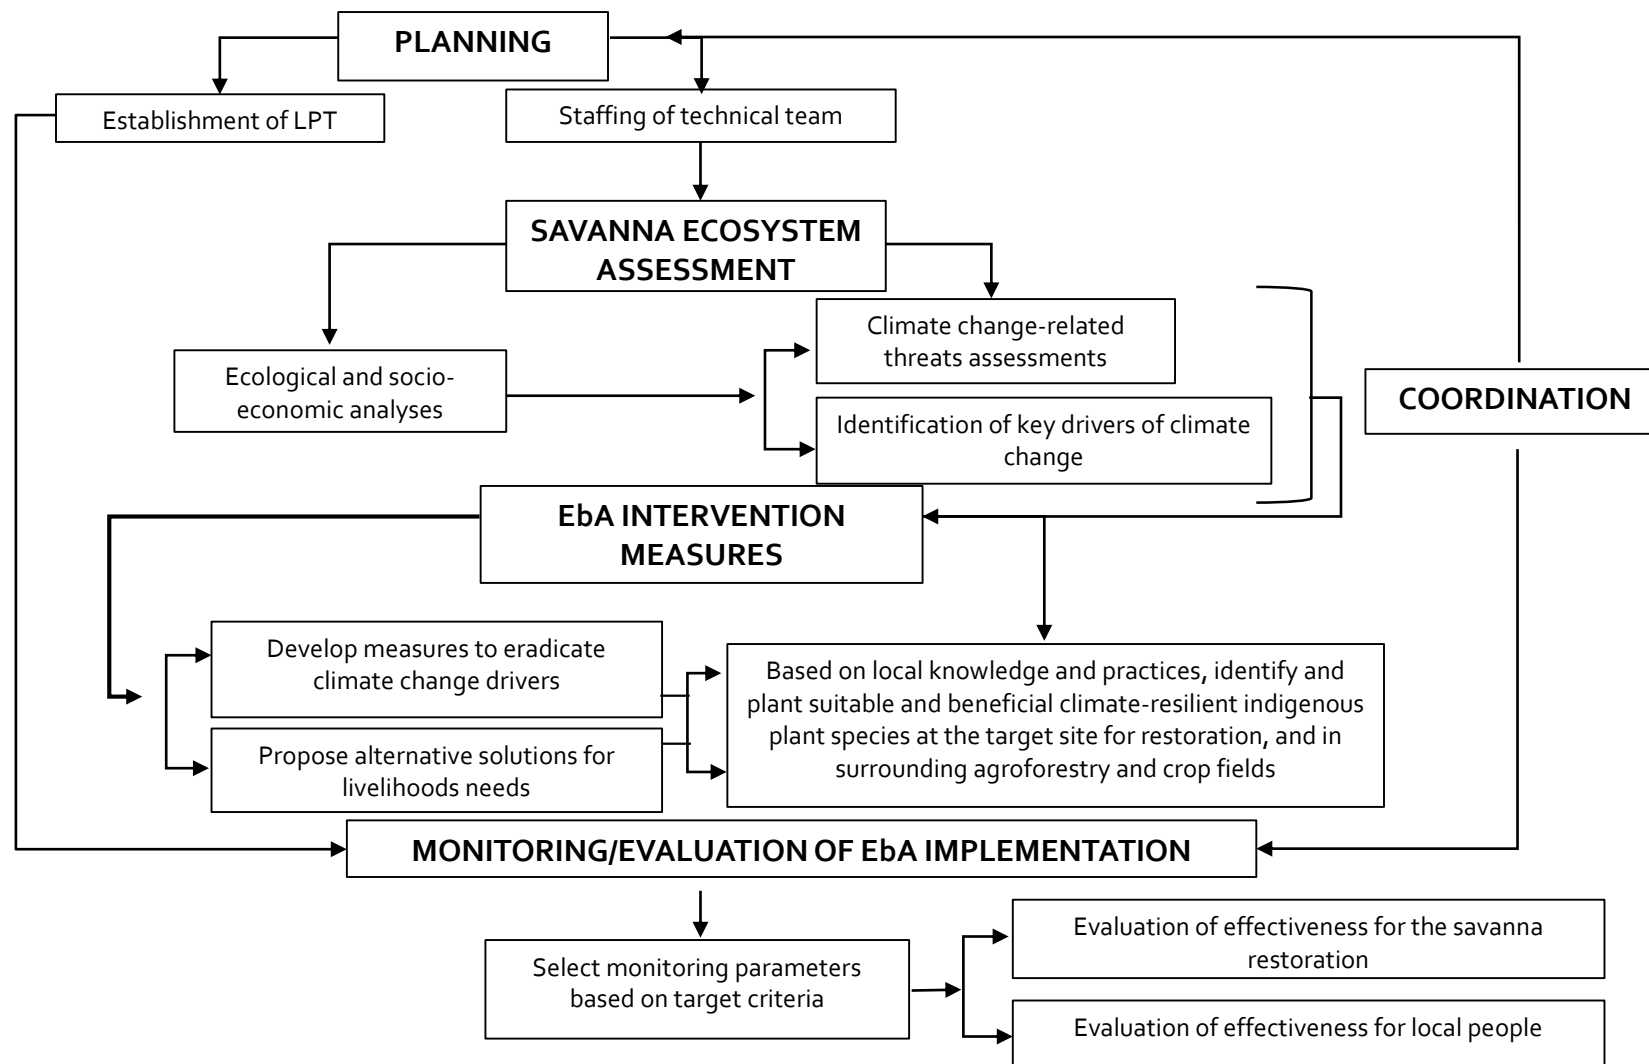 PLANNING
Establishment of LPT
Staffing of technical team
SAVANNA ECOSYSTEM
ASSESSMENT
Climate change-related
threats assessments
Ecological and socio-
economic analyses
COORDINATION
Identification of key drivers of climate
change
EbA INTERVENTION
MEASURES
Develop measures to eradicate
climate change drivers
Propose alternative solutions for
livelihoods needs
Based on local knowledge and practices, identify and
plant suitable and beneficial climate-resilient indigenous
plant species at the target site for restoration, and in
surrounding agroforestry and crop fields
MONITORING/EVALUATION OF EbA IMPLEMENTATION
Select monitoring parameters
based on target criteria
Evaluation of effectiveness for the savanna
restoration
Evaluation of effectiveness for local people